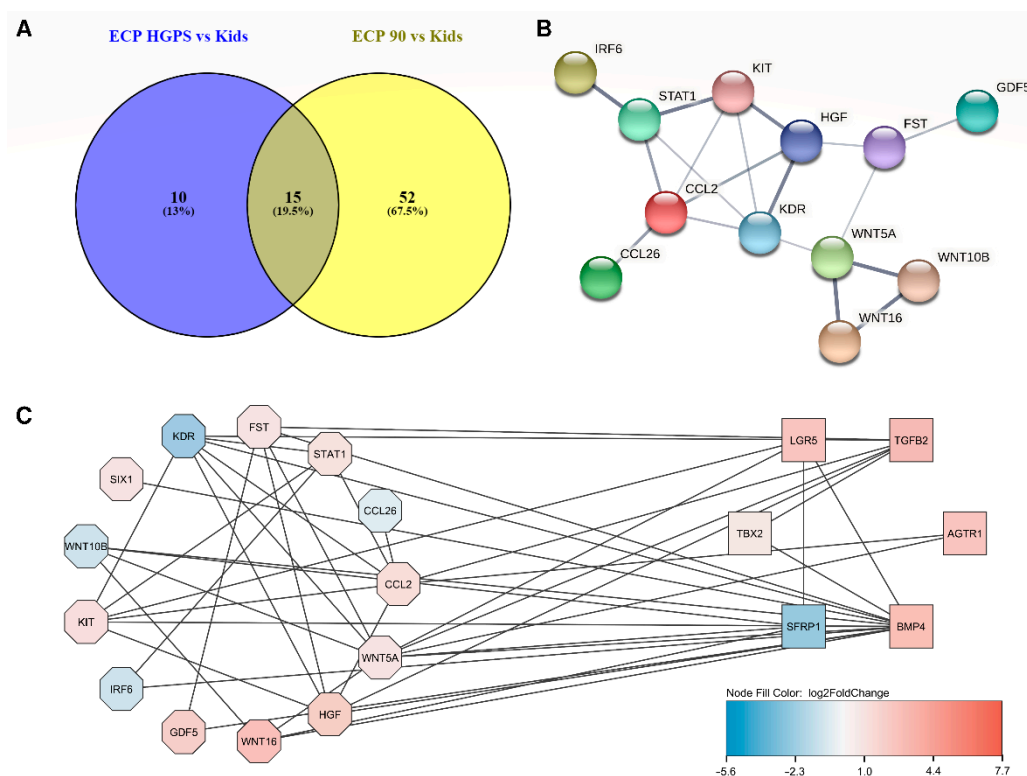 A
ECP HGPS vs Kids
ECP 90 vs Kids
10
(13%)
15
(19.5%)
52
(67.5%)
B
IRF6
KIT
GDF5
STAT1
HGF
FST
CCL2
KDR
WNT5A
CCL26
WNT10B
WNT16
C
KDR
FST
STAT1
LGR5
TGFB2
SIX1
CCL26
WNT10B
TBX2
AGTR1
CCL2
KIT
SFRP1
BMP4
WNT5A
IRF6
HGF
GDF5
WNT16
Node Fill Color: log2FoldChange
-5.6 -2.3 1.0 4.4 7.7